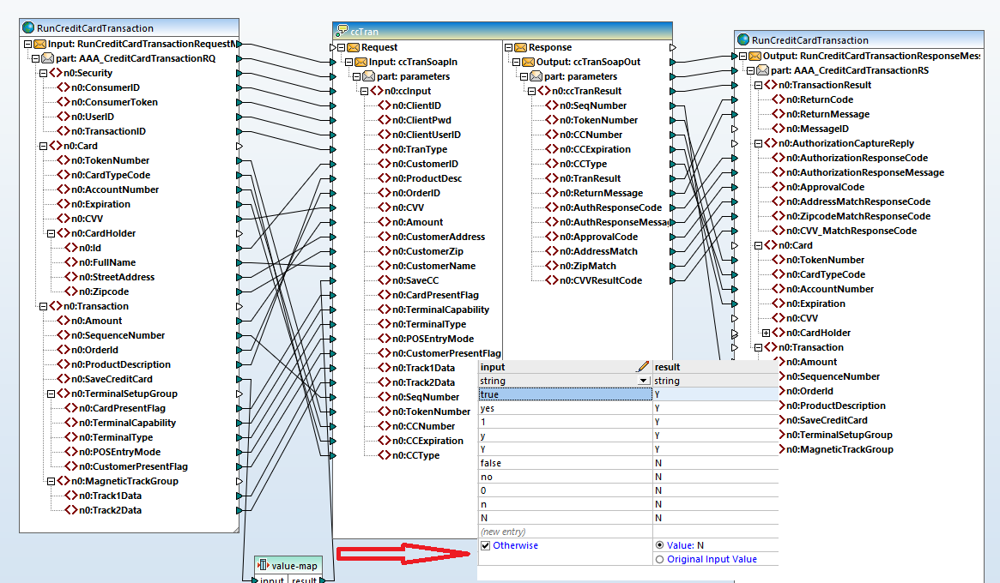 RunCreditCardTransaction
Input: RunCreditCardTransactionRequestM
part: AAA_CreditCardTransactionRQ
n0:Security
n0:ConsumerID
n0:ConsumerToken
n0:UserID
n0:TransactionID
n0:Card
n0:TokenNumber
n0:CardTypeCode
n0:AccountNumber
n0:Expiration
n0:CVV
n0:CardHolder
n0:Id
n0:FullName
n0:StreetAddress
n0:Zipcode
n0:Transaction
n0:Amount
n0:SequenceNumber
n0:OrderId
n0:ProductDescription
n0:SaveCreditCard
n0:TerminalSetupGroup
n0:CardPresentFlag
n0:TerminalCapability
n0:TerminalType
n0:POSEntryMode
n0:CustomerPresentFlag
n0:MagneticTrackGroup
n0:Track1Data
n0:Track2Data
value-map
input result
ccTran
Request
Input: ccTranSoapIn
part: parameters
n0:ccInput
n0:ClientID
n0:ClientPwd
n0:ClientUserID
n0:TranType
n0:CustomerID
n0:ProductDesc
n0:OrderID
n0:CVV
n0:Amount
n0:CustomerAddress
n0:CustomerZip
n0:CustomerName
n0:SaveCC
n0:CardPresentFlag
n0:TerminalCapability
n0:TerminalType
n0:POSEntryMode
n0:CustomerPresentFlag
n0:Track1Data
n0:Track2Data
n0:SeqNumber
n0:TokenNumber
n0:CCNumber
n0:CCExpiration
n0:CCType
Response
Output: ccTranSoapOut
part: parameters
n0:ccTranResult
n0:SeqNumber
n0:TokenNumber
n0:CCNumber
n0:CCExpiration
n0:CCType
n0:TranResult
n0:ReturnMessage
n0:AuthResponseCode
n0:AuthResponseMessa
n0:ApprovalCode
n0:AddressMatch
n0:ZipMatch
n0:CVVResultCode
input result
string string
true Y
yes Y
1 Y
y Y
Y Y
false N
no N
0 N
n N
N N
(new entry)
Otherwise Value: N
Original Input Value
RunCreditCardTransaction
Output: RunCreditCardTransactionResponseMes
part: AAA_CreditCardTransactionRS
n0:TransactionResult
n0:ReturnCode
n0:ReturnMessage
n0:MessageID
n0:AuthorizationCaptureReply
n0:AuthorizationResponseCode
n0:AuthorizationResponseMessage
n0:ApprovalCode
n0:AddressMatchResponseCode
n0:ZipcodeMatchResponseCode
n0:CVV_MatchResponseCode
n0:Card
n0:TokenNumber
n0:CardTypeCode
n0:AccountNumber
n0:Expiration
n0:CVV
n0:CardHolder
n0:Transaction
n0:Amount
n0:SequenceNumber
n0:OrderId
n0:ProductDescription
n0:SaveCreditCard
n0:TerminalSetupGroup
n0:MagneticTrackGroup